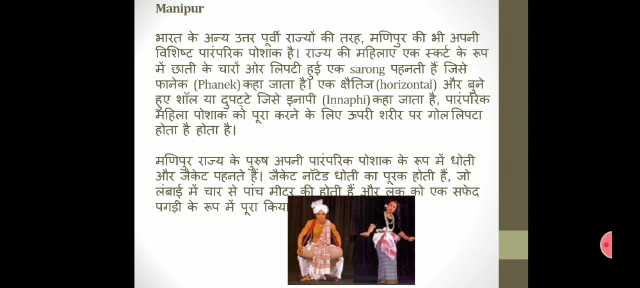 Manipur
भारत के अन्य उत्तर पूर्वी राज्यों की तरह, मणिपुर की भी अपनी
विशिष्ट पारंपरिक पोशाक है। राज्य की महिलाएं एक स्कर्ट के रूप
में छाती के चारों ओर लिपटी हुई एक sarong पहनती हैं जिसे
फानेक (Phanek) कहा जाता है। एक क्षैतिज (horizontal) और बुने
हुए शॉल या दुपट्टे जिसे इनापी (Innaphi) कहा जाता है, पारंपरिक
महिला पोशाक को पूरा करने के लिए ऊपरी शरीर पर गोल लिपटा
होता है होता है।
मणिपुर राज्य के पुरुष अपनी पारंपरिक पोशाक के रूप में धोती
और जैकेट पहनते हैं। जैकेट नॉटेड धोती का पूरक होती हैं, जो
लंबाई में चार से पांच मीटर की होती हैं और लुक को एक सफेद
पगड़ी के रूप में पूरा किया